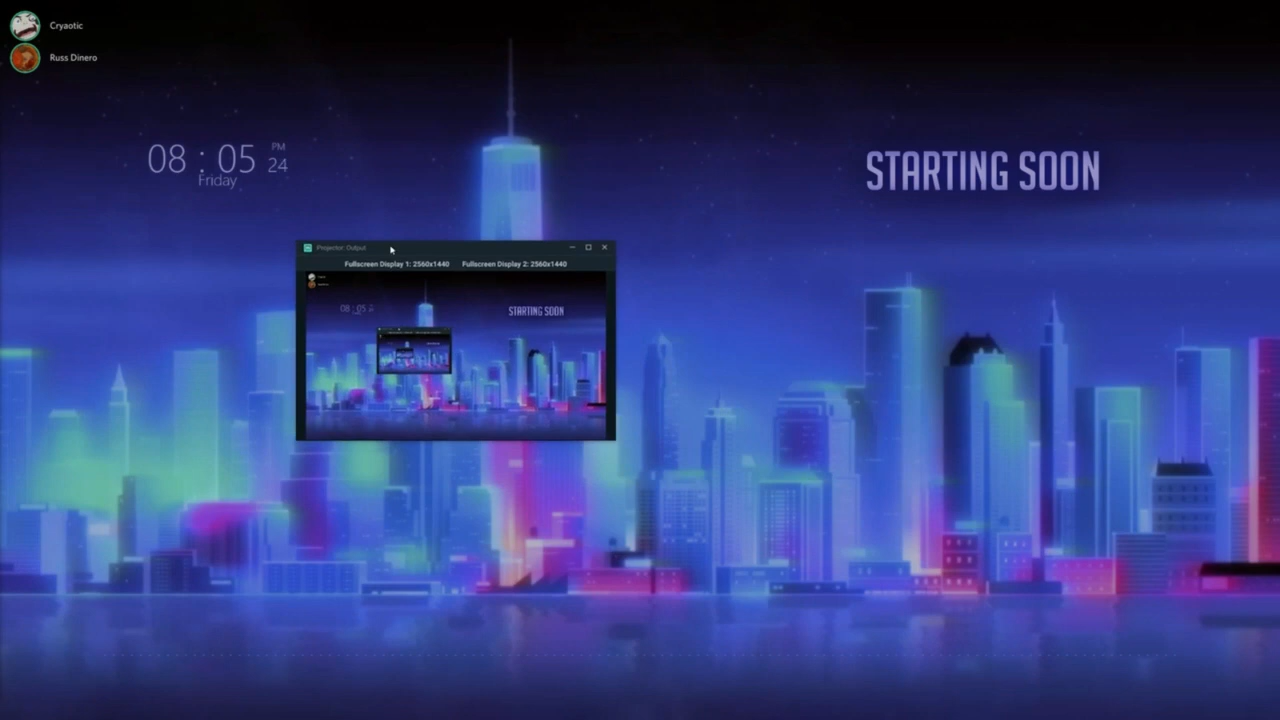 Cryaotic
Russ Dinero
08 : 05 PM
24
Friday
STARTING SOON
Projector: Output
Fullscreen Display 1: 2560x1440 Fullscreen Display 2: 2560x1440
08 : 05
STARTING SOON